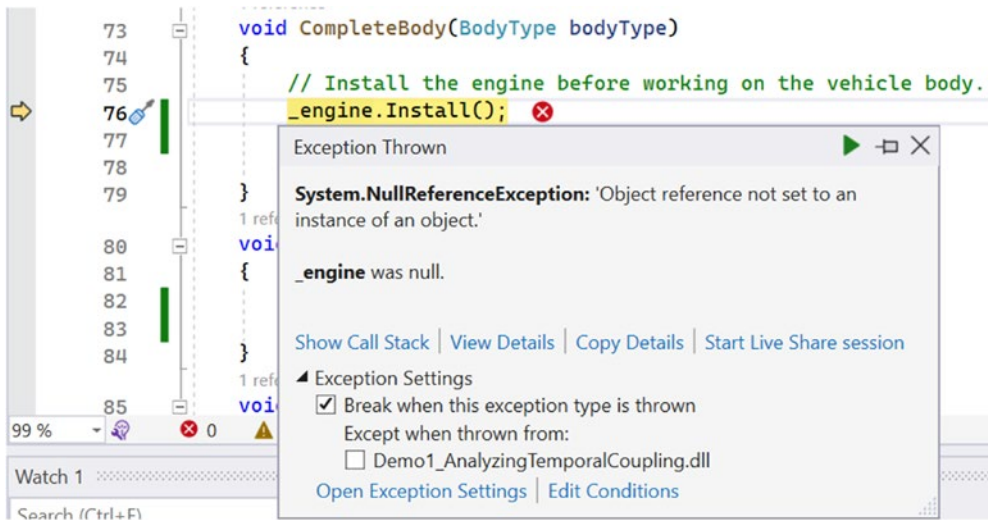 73 void CompleteBody(BodyType bodyType)
74 {
75 // Install the engine before working on the vehicle body.
76 _engine.Install();
77
78
79 }
80
81 {
82
83
84 }
85
Exception Thrown
System.NullReferenceException: 'Object reference not set to an
instance of an object.'
_engine was null.
Show Call Stack | View Details | Copy Details | Start Live Share session
Exception Settings
Break when this exception type is thrown
Except when thrown from:
Demo1_AnalyzingTemporalCoupling.dll
Open Exception Settings | Edit Conditions
99 % 0
Watch 1
Search (Ctrl+E)